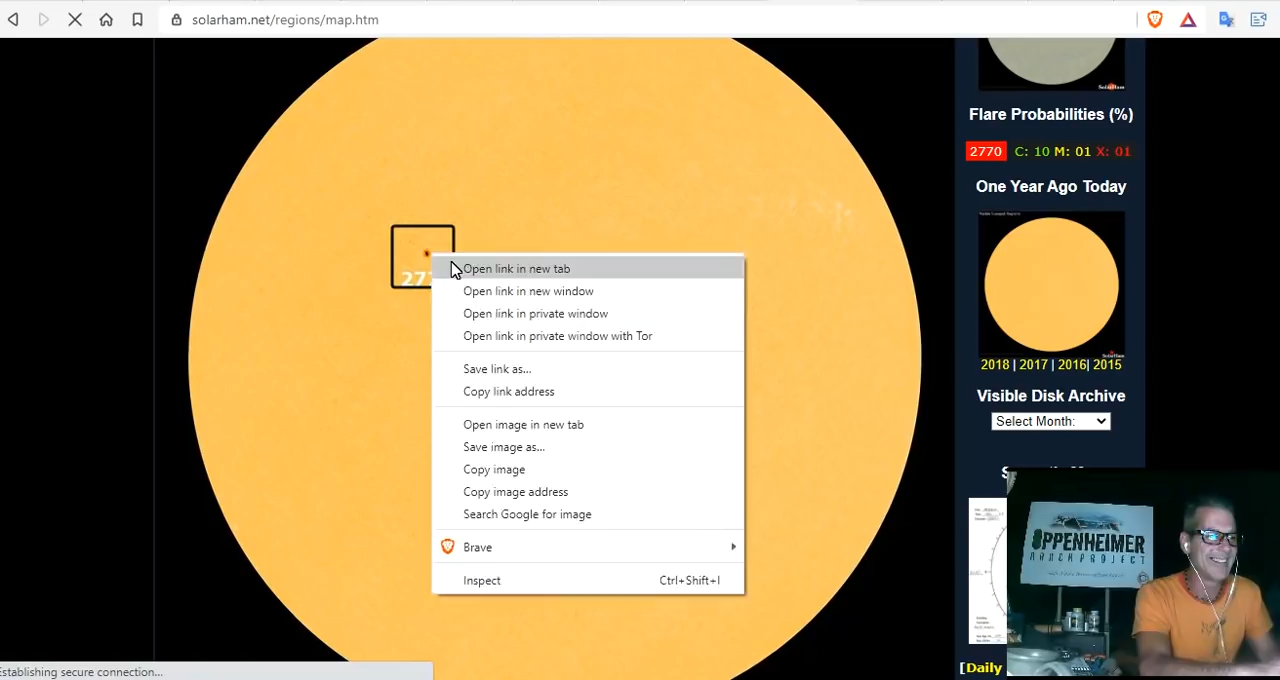 solarham.net/regions/map.htm
SolarHam
Flare Probabilities (%)
2770 C: 10 M: 01 X: 01
One Year Ago Today
277
Open link in new tab
Open link in new window
Open link in private window
Open link in private window with Tor
Save link as...
Copy link address
Open image in new tab
Save image as...
Copy image
Copy image address
Search Google for image
Brave
Inspect Ctrl+Shift+I
SolarHam
2018 | 2017 | 2016 | 2015
Visible Disk Archive
Select Month:
OPPENHEIMER
RANCH PROJECT
[Daily
Establishing secure connection...